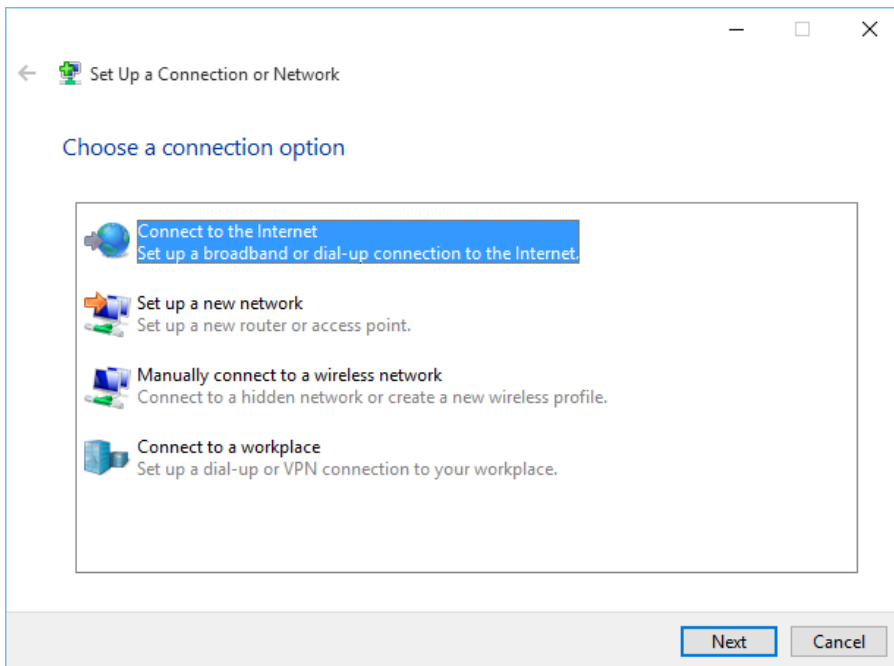 Set Up a Connection or Network
Choose a connection option
Connect to the Internet
Set up a broadband or dial-up connection to the Internet.
Set up a new network
Set up a new router or access point.
Manually connect to a wireless network
Connect to a hidden network or create a new wireless profile.
Connect to a workplace
Set up a dial-up or VPN connection to your workplace.
Next Cancel